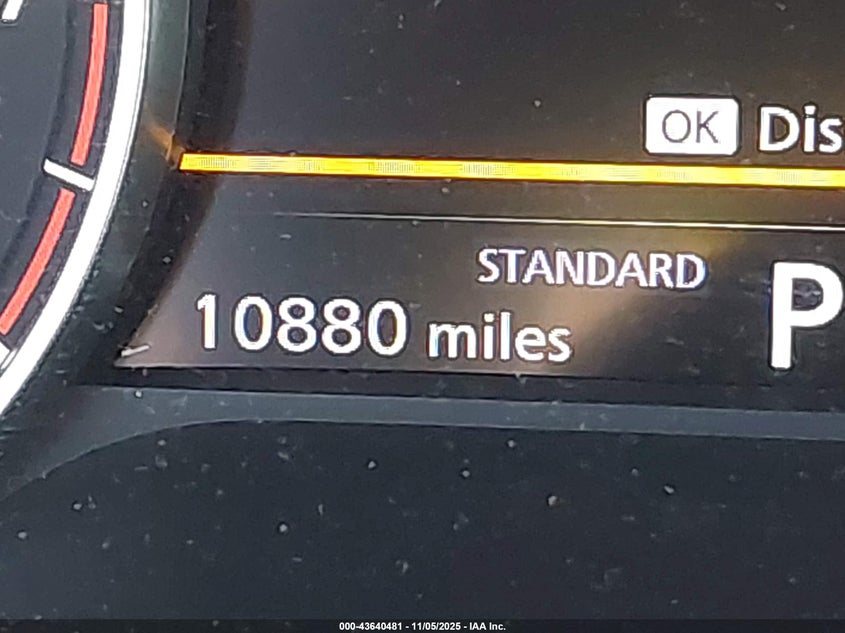 OK Dis
STANDARD
P
10880 miles
000-43640481 - 11/05/2025 - IAA Inc.